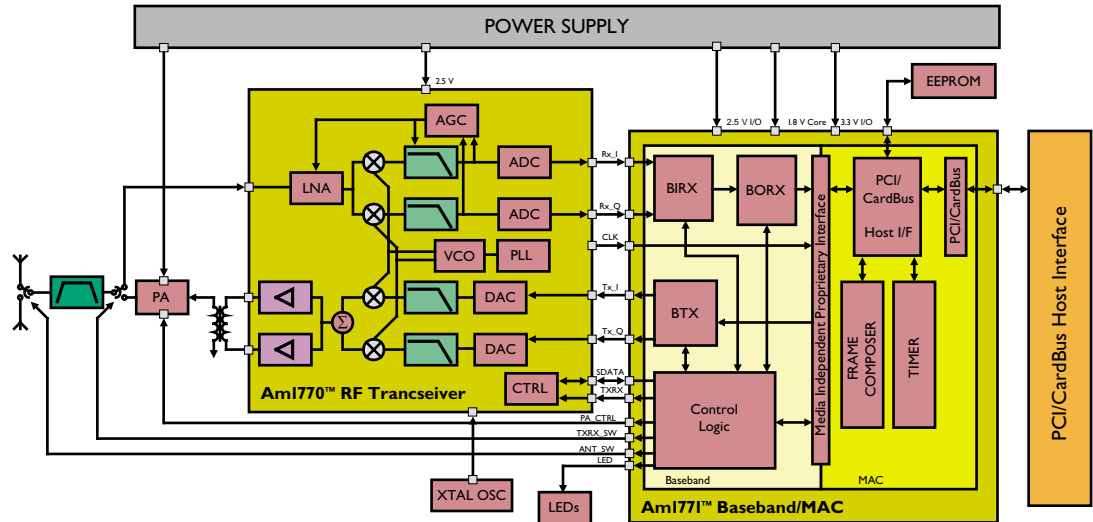 POWER SUPPLY
2.5 V
2.5 V I/O
1.8 V Core
3.3 V I/O
EEPROM
AGC
LNA
ADC
ADC
VCO
PLL
DAC
DAC
Σ
CTRL
Am1770™ RF Trancseiver
PA
XTAL OSC
Rx_I
Rx_Q
CLK
Tx_I
Tx_Q
SDATA
TXRX
PA_CTRL
TXRX_SW
ANT_SW
LED
LEDs
BIRX
BORX
BTX
Control
Logic
Baseband
Media Independent Proprietary Interface
PCI/
CardBus
Host I/F
PCI/CardBus
FRAME
COMPOSER
TIMER
MAC
Am1771™ Baseband/MAC
PCI/CardBus Host Interface